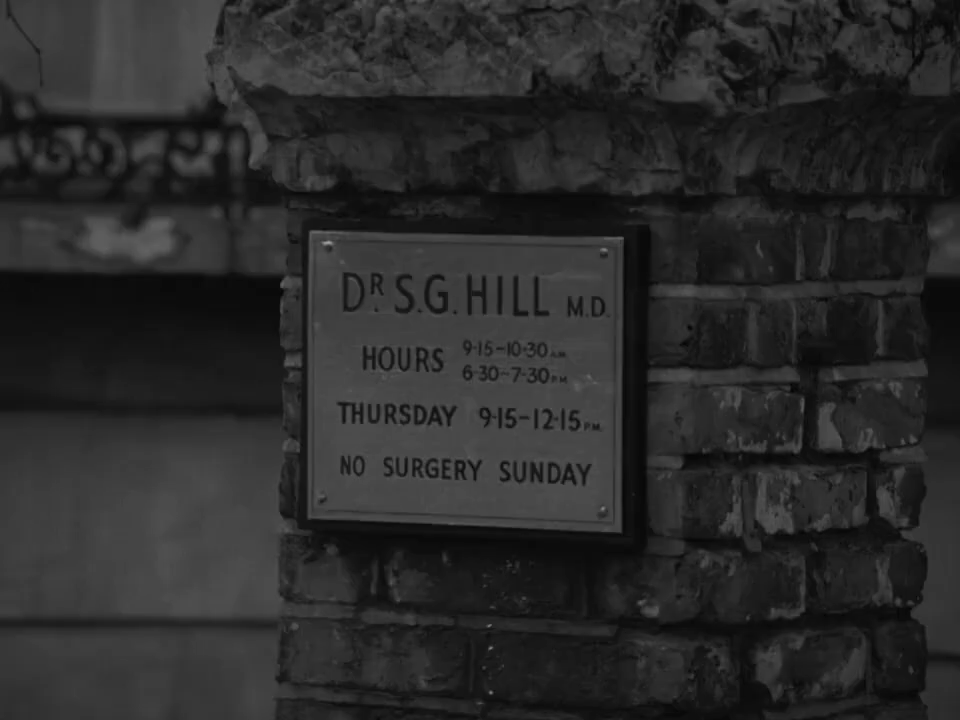 DR. S.G. HILL M.D.
HOURS 9·15-10·30 A.M.
6·30-7·30 P.M.
THURSDAY 9·15-12·15 P.M.
NO SURGERY SUNDAY